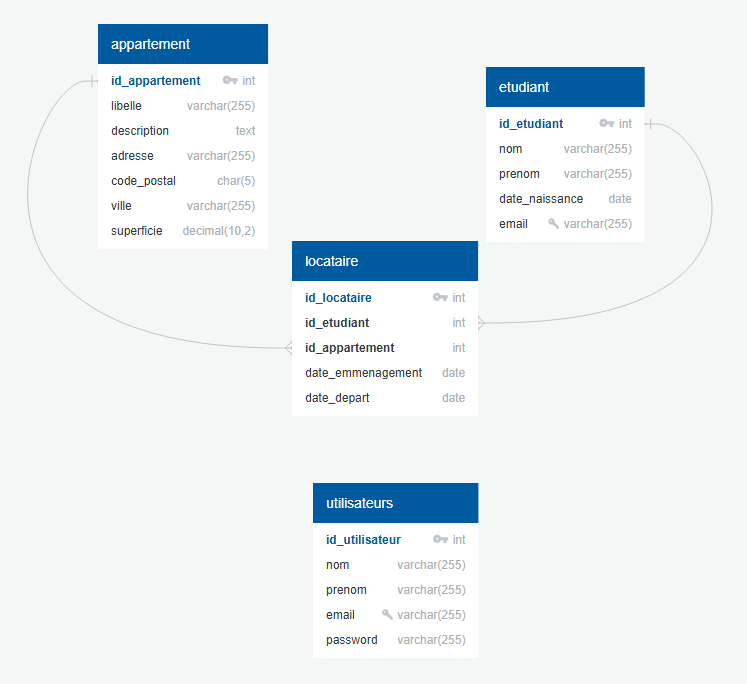 appartement
id_appartement int
libelle varchar(255)
description text
adresse varchar(255)
code_postal char(5)
ville varchar(255)
superficie decimal(10,2)
etudiant
id_etudiant int
nom varchar(255)
prenom varchar(255)
date_naissance date
email varchar(255)
locataire
id_locataire int
id_etudiant int
id_appartement int
date_emmenagement date
date_depart date
utilisateurs
id_utilisateur int
nom varchar(255)
prenom varchar(255)
email varchar(255)
password varchar(255)